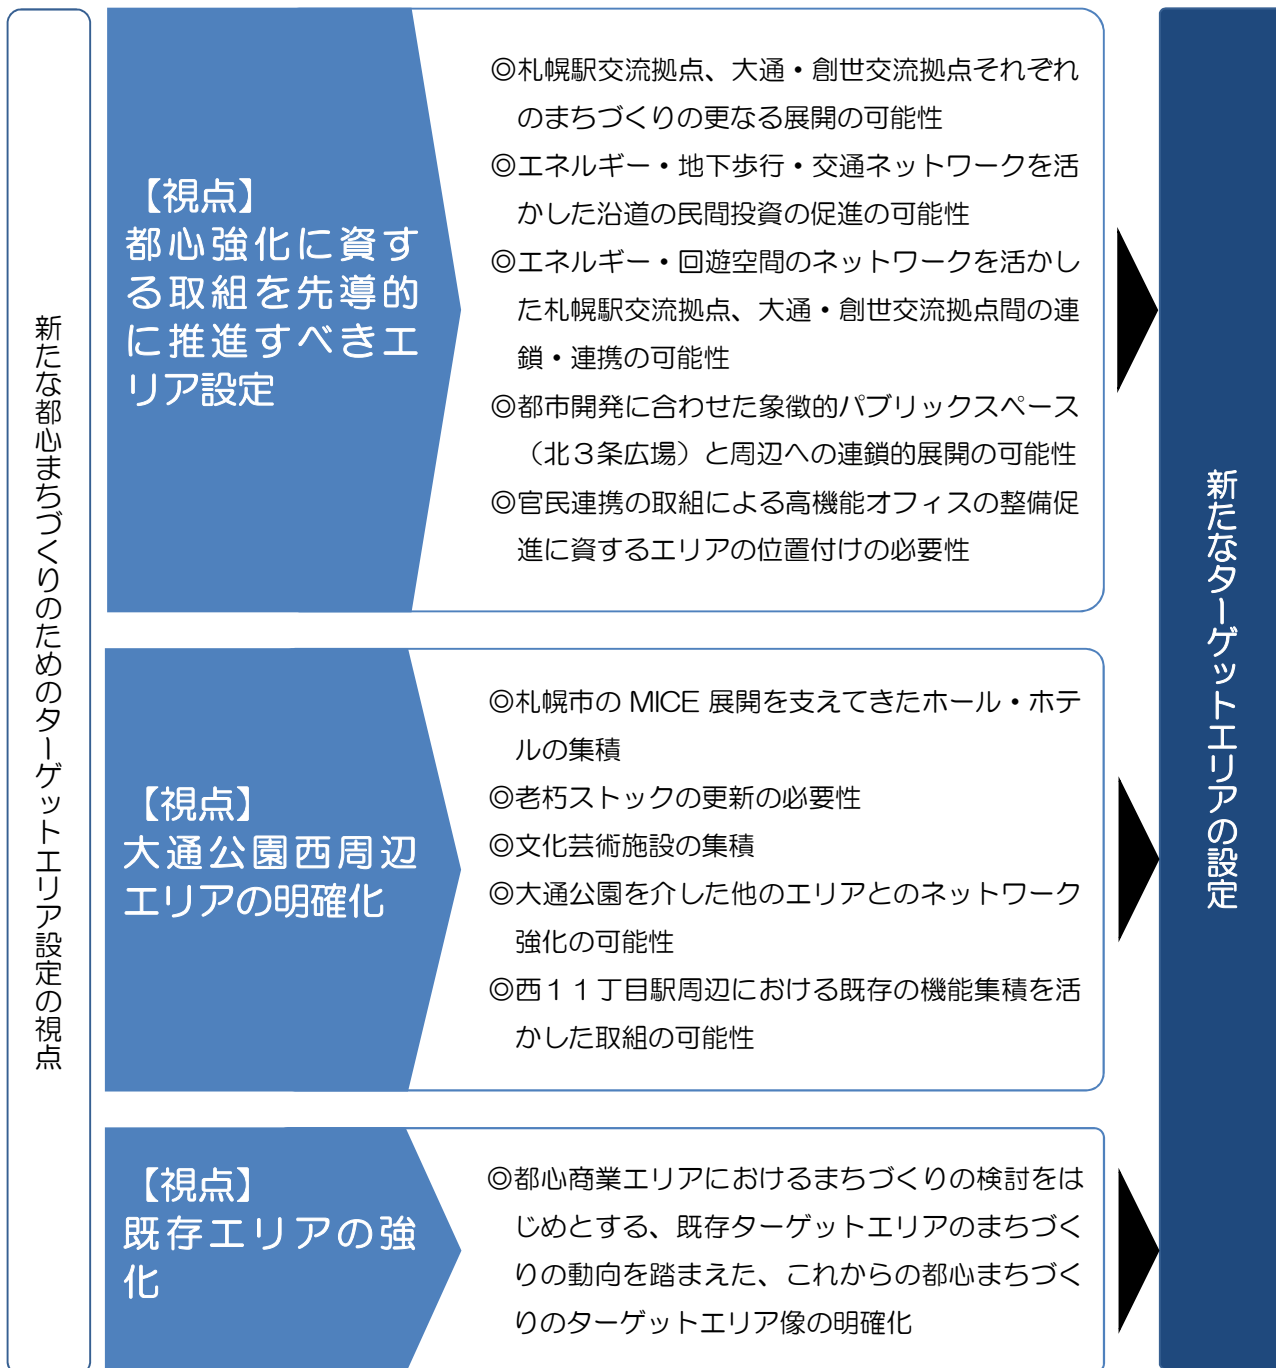 新たな都心まちづくりのためのターゲットエリア設定の視点
【視点】
都心強化に資す
る取組を先導的
に推進すべきエ
リア設定
◎札幌駅交流拠点、大通・創世交流拠点それぞれ
のまちづくりの更なる展開の可能性
◎エネルギー・地下歩行・交通ネットワークを活
かした沿道の民間投資の促進の可能性
◎エネルギー・回遊空間のネットワークを活かし
た札幌駅交流拠点、大通・創世交流拠点間の連
鎖・連携の可能性
◎都市開発に合わせた象徴的パブリックスペース
（北３条広場）と周辺への連鎖的展開の可能性
◎官民連携の取組による高機能オフィスの整備促
進に資するエリアの位置付けの必要性
【視点】
大通公園西周辺
エリアの明確化
◎札幌市の MICE 展開を支えてきたホール・ホテ
ルの集積
◎老朽ストックの更新の必要性
◎文化芸術施設の集積
◎大通公園を介した他のエリアとのネットワーク
強化の可能性
◎西１１丁目駅周辺における既存の機能集積を活
かした取組の可能性
【視点】
既存エリアの強
化
◎都心商業エリアにおけるまちづくりの検討をは
じめとする、既存ターゲットエリアのまちづく
りの動向を踏まえた、これからの都心まちづく
りのターゲットエリア像の明確化
新たなターゲットエリアの設定